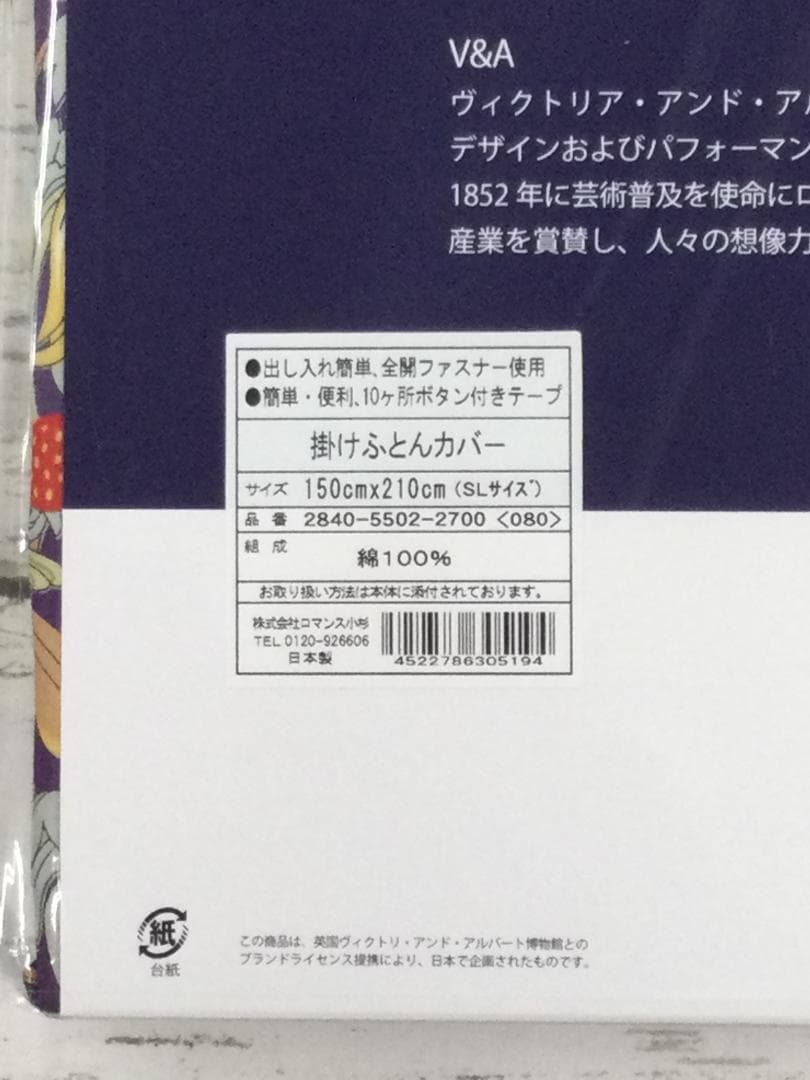 V&A
ヴィクトリア・アンド・アル
デザインおよびパフォーマン
1852 年に芸術普及を使命にロ
産業を賞賛し、人々の想像力
●出し入れ簡単、全開ファスナー使用
●簡単・便利、10ヶ所ボタン付きテープ
掛けふとんカバー
サイズ 150cmx210cm (SLサイズ)
品番 2840-5502-2700 <080>
組成 綿100%
お取り扱い方法は本体に添付されております。
株式会社ロマンス小杉
TEL 0120-926606
日本製
4522786305194
紙
台紙
この商品は、英国ヴィクトリ・アンド・アルバート博物館との
ブランドライセンス提携により、日本で企画されたものです。